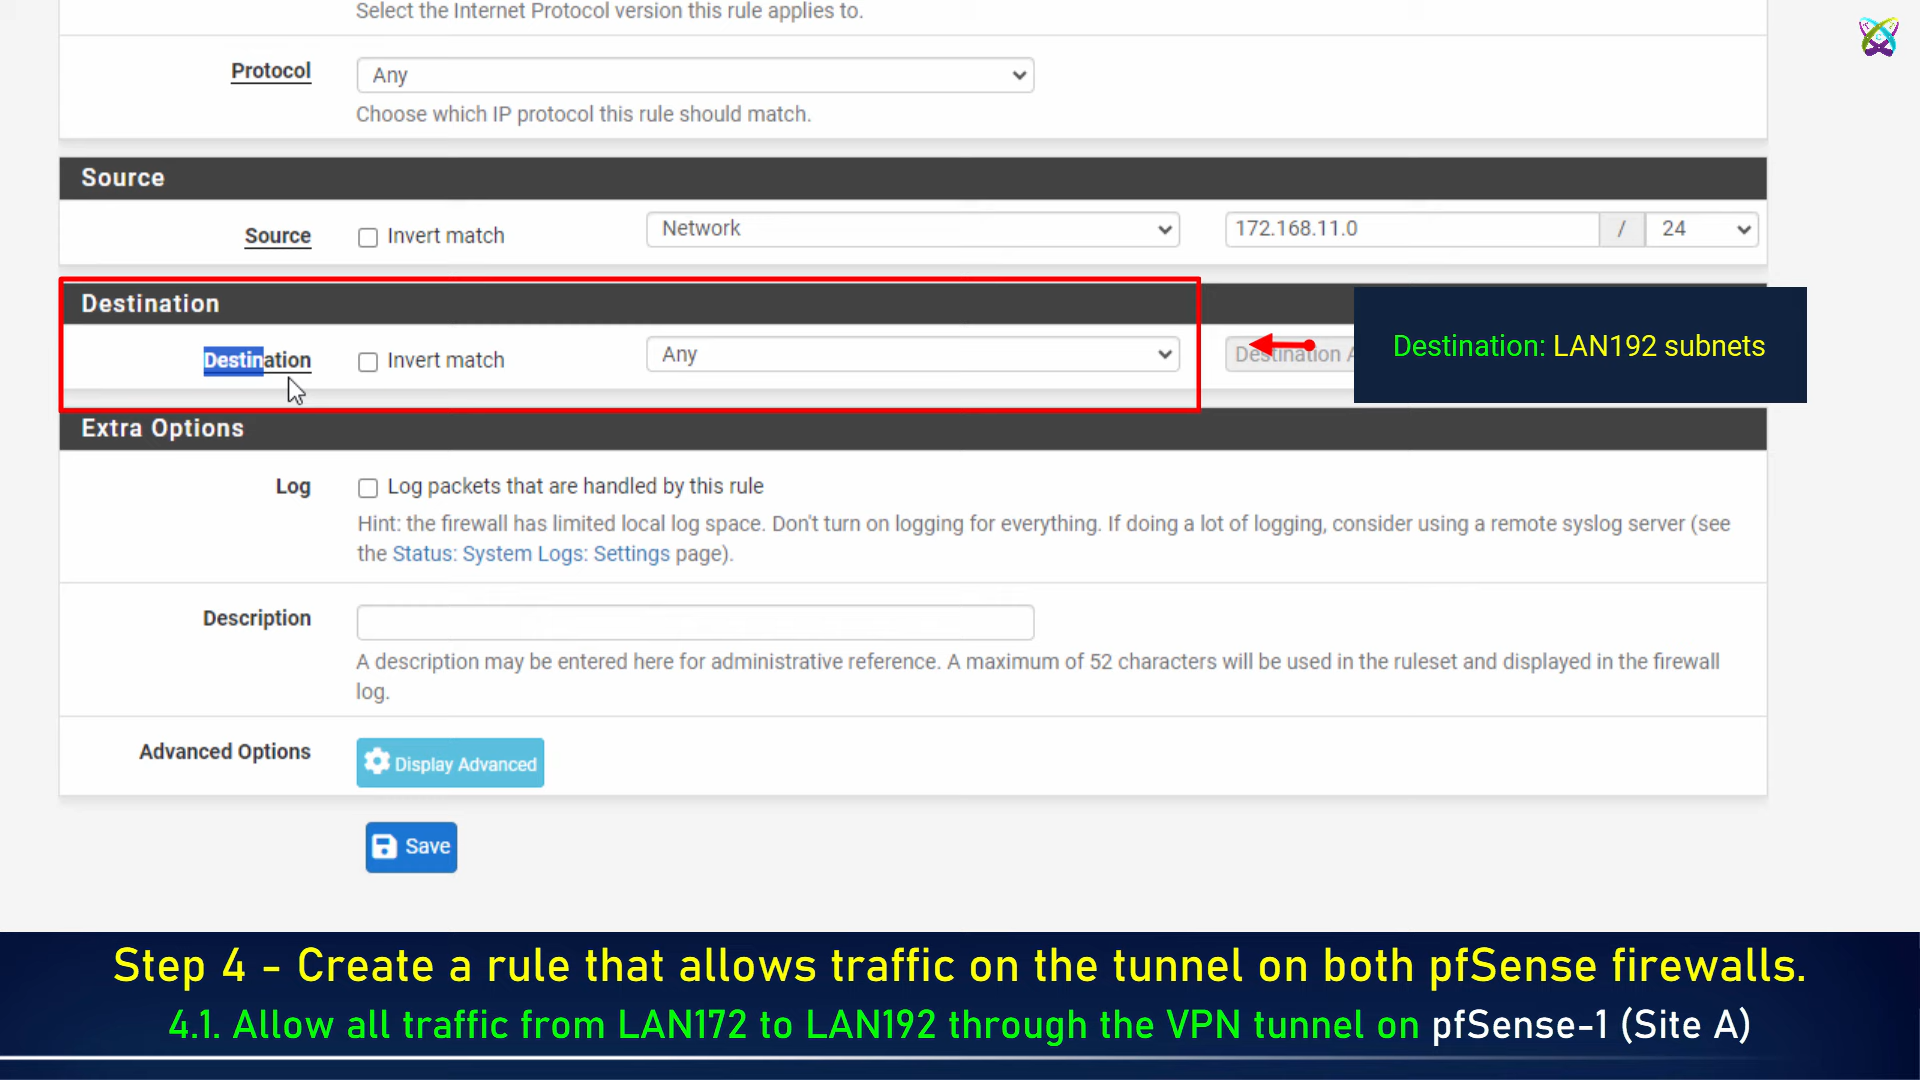 Select the Internet Protocol version this rule applies to.
Protocol
Any
Choose which IP protocol this rule should match.
Source
Source
Invert match
Network
172.168.11.0
/
24
Destination
Destination
Invert match
Any
Destination A
Destination: LAN192 subnets
Extra Options
Log
Log packets that are handled by this rule
Hint: the firewall has limited local log space. Don't turn on logging for everything. If doing a lot of logging, consider using a remote syslog server (see
the Status: System Logs: Settings page).
Description
A description may be entered here for administrative reference. A maximum of 52 characters will be used in the ruleset and displayed in the firewall
log.
Advanced Options
Display Advanced
Save
Step 4 - Create a rule that allows traffic on the tunnel on both pfSense firewalls.
4.1. Allow all traffic from LAN172 to LAN192 through the VPN tunnel on pfSense-1 (Site A)